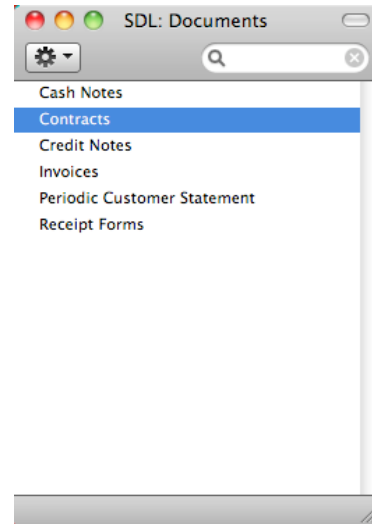 SDL: Documents
Cash Notes
Contracts
Credit Notes
Invoices
Periodic Customer Statement
Receipt Forms